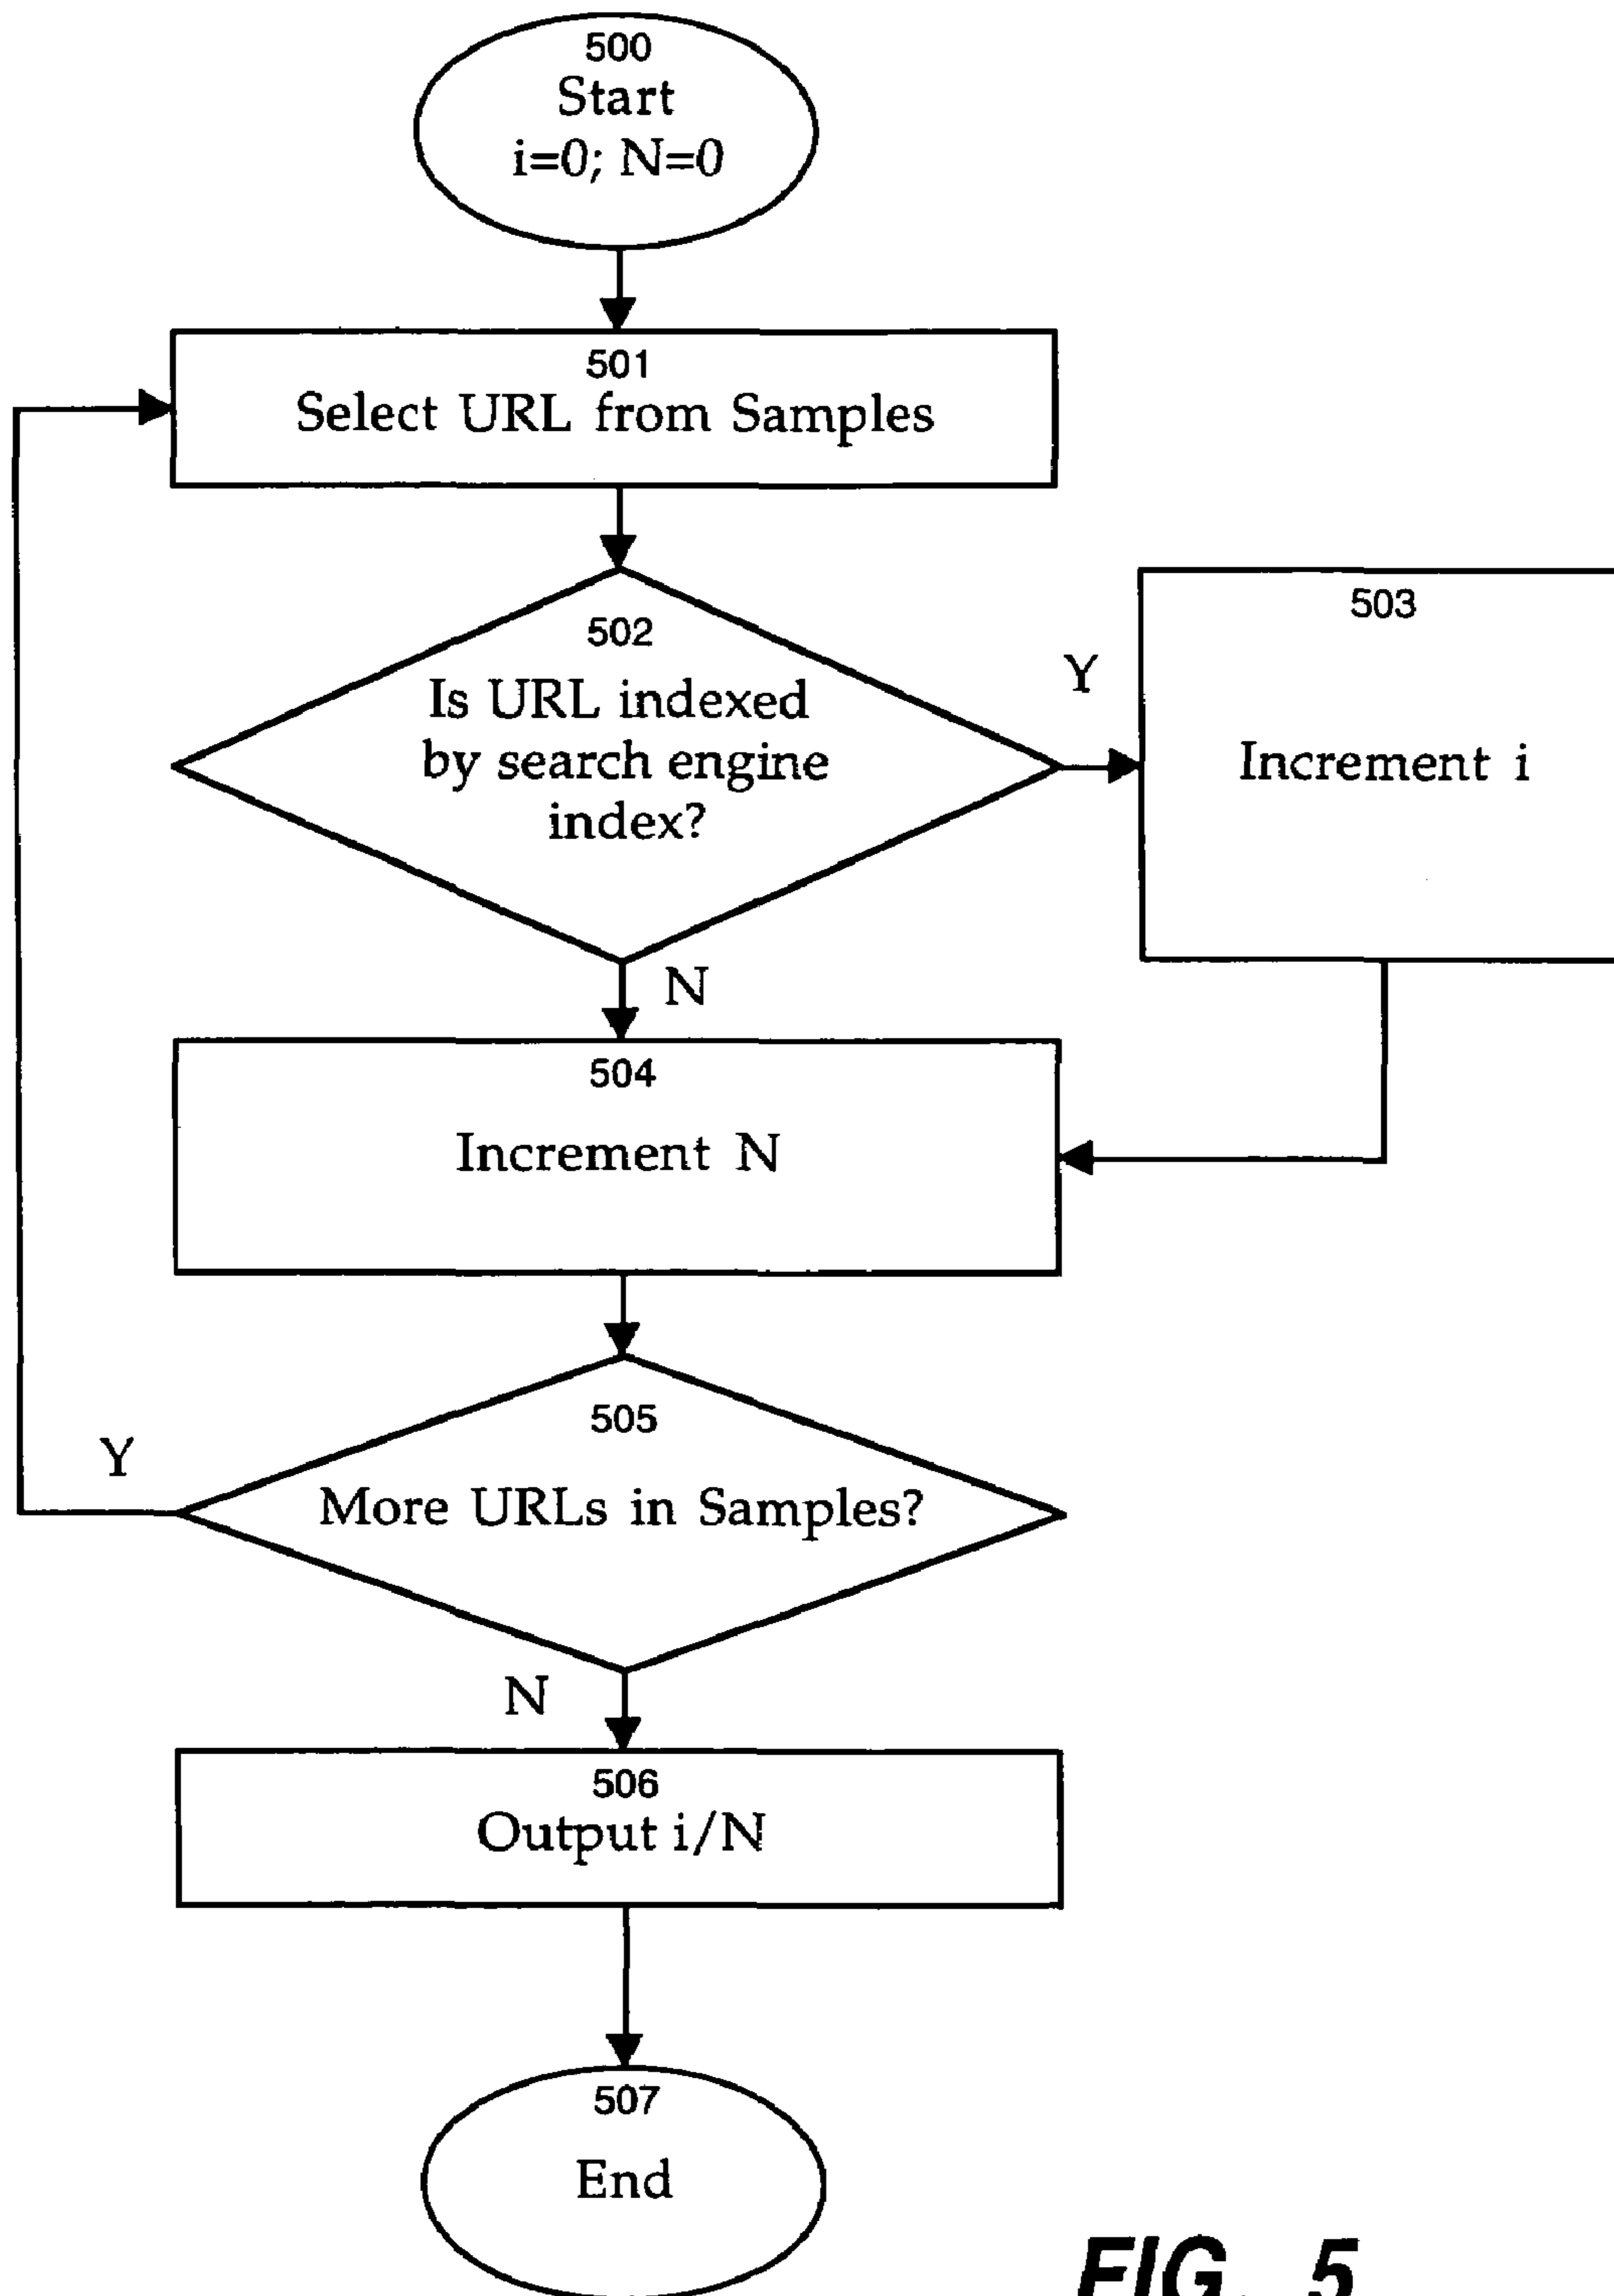 500
Start
i=0; N=0
501
Select URL from Samples
502
Is URL indexed
by search engine
index?
Y
503
Increment i
N
504
Increment N
505
More URLs in Samples?
Y
N
506
Output i/N
507
End
FIG. 5